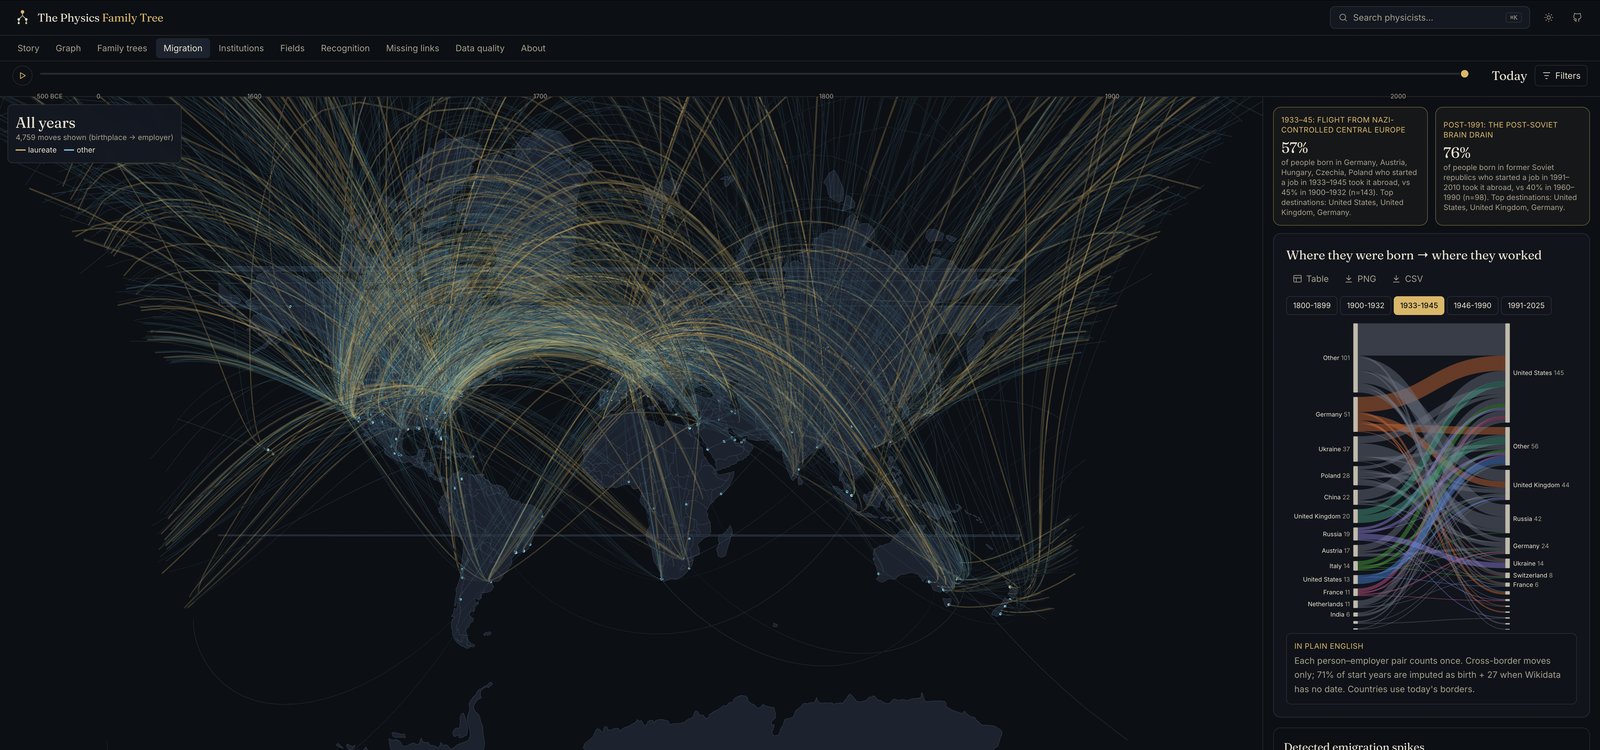 The Physics Family Tree
Search physicists...
⌘K
Story
Graph
Family trees
Migration
Institutions
Fields
Recognition
Missing links
Data quality
About
Today
Filters
500 BCE
0
1600
1700
1800
1900
2000
All years
4,759 moves shown (birthplace → employer)
laureate
other
1933–45: FLIGHT FROM NAZI-
CONTROLLED CENTRAL EUROPE
57%
of people born in Germany, Austria,
Hungary, Czechia, Poland who started
a job in 1933–1945 took it abroad, vs
45% in 1900–1932 (n=143). Top
destinations: United States, United
Kingdom, Germany.
POST-1991: THE POST-SOVIET
BRAIN DRAIN
76%
of people born in former Soviet
republics who started a job in 1991–
2010 took it abroad, vs 40% in 1960–
1990 (n=98). Top destinations: United
States, United Kingdom, Germany.
Where they were born → where they worked
Table
PNG
CSV
1800-1899
1900-1932
1933-1945
1946-1990
1991-2025
Other 101
Germany 51
Ukraine 37
Poland 28
China 22
United Kingdom 20
Russia 19
Austria 17
Italy 14
United States 13
France 11
Netherlands 11
India 6
United States 145
Other 56
United Kingdom 44
Russia 42
Germany 24
Ukraine 14
Switzerland 8
France 6
IN PLAIN ENGLISH
Each person–employer pair counts once. Cross-border moves
only; 71% of start years are imputed as birth + 27 when Wikidata
has no date. Countries use today's borders.
Detected emigration spikes